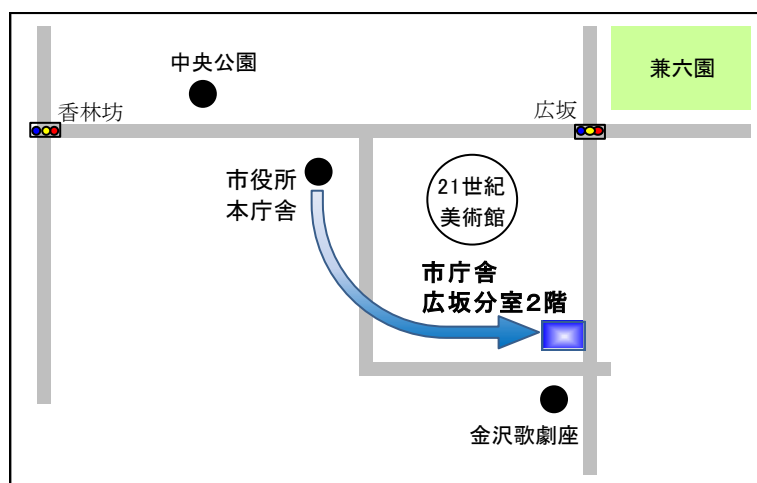 中央公園
兼六園
香林坊
広坂
市役所
本庁舎
21世紀
美術館
市庁舎
広坂分室2階
金沢歌劇座